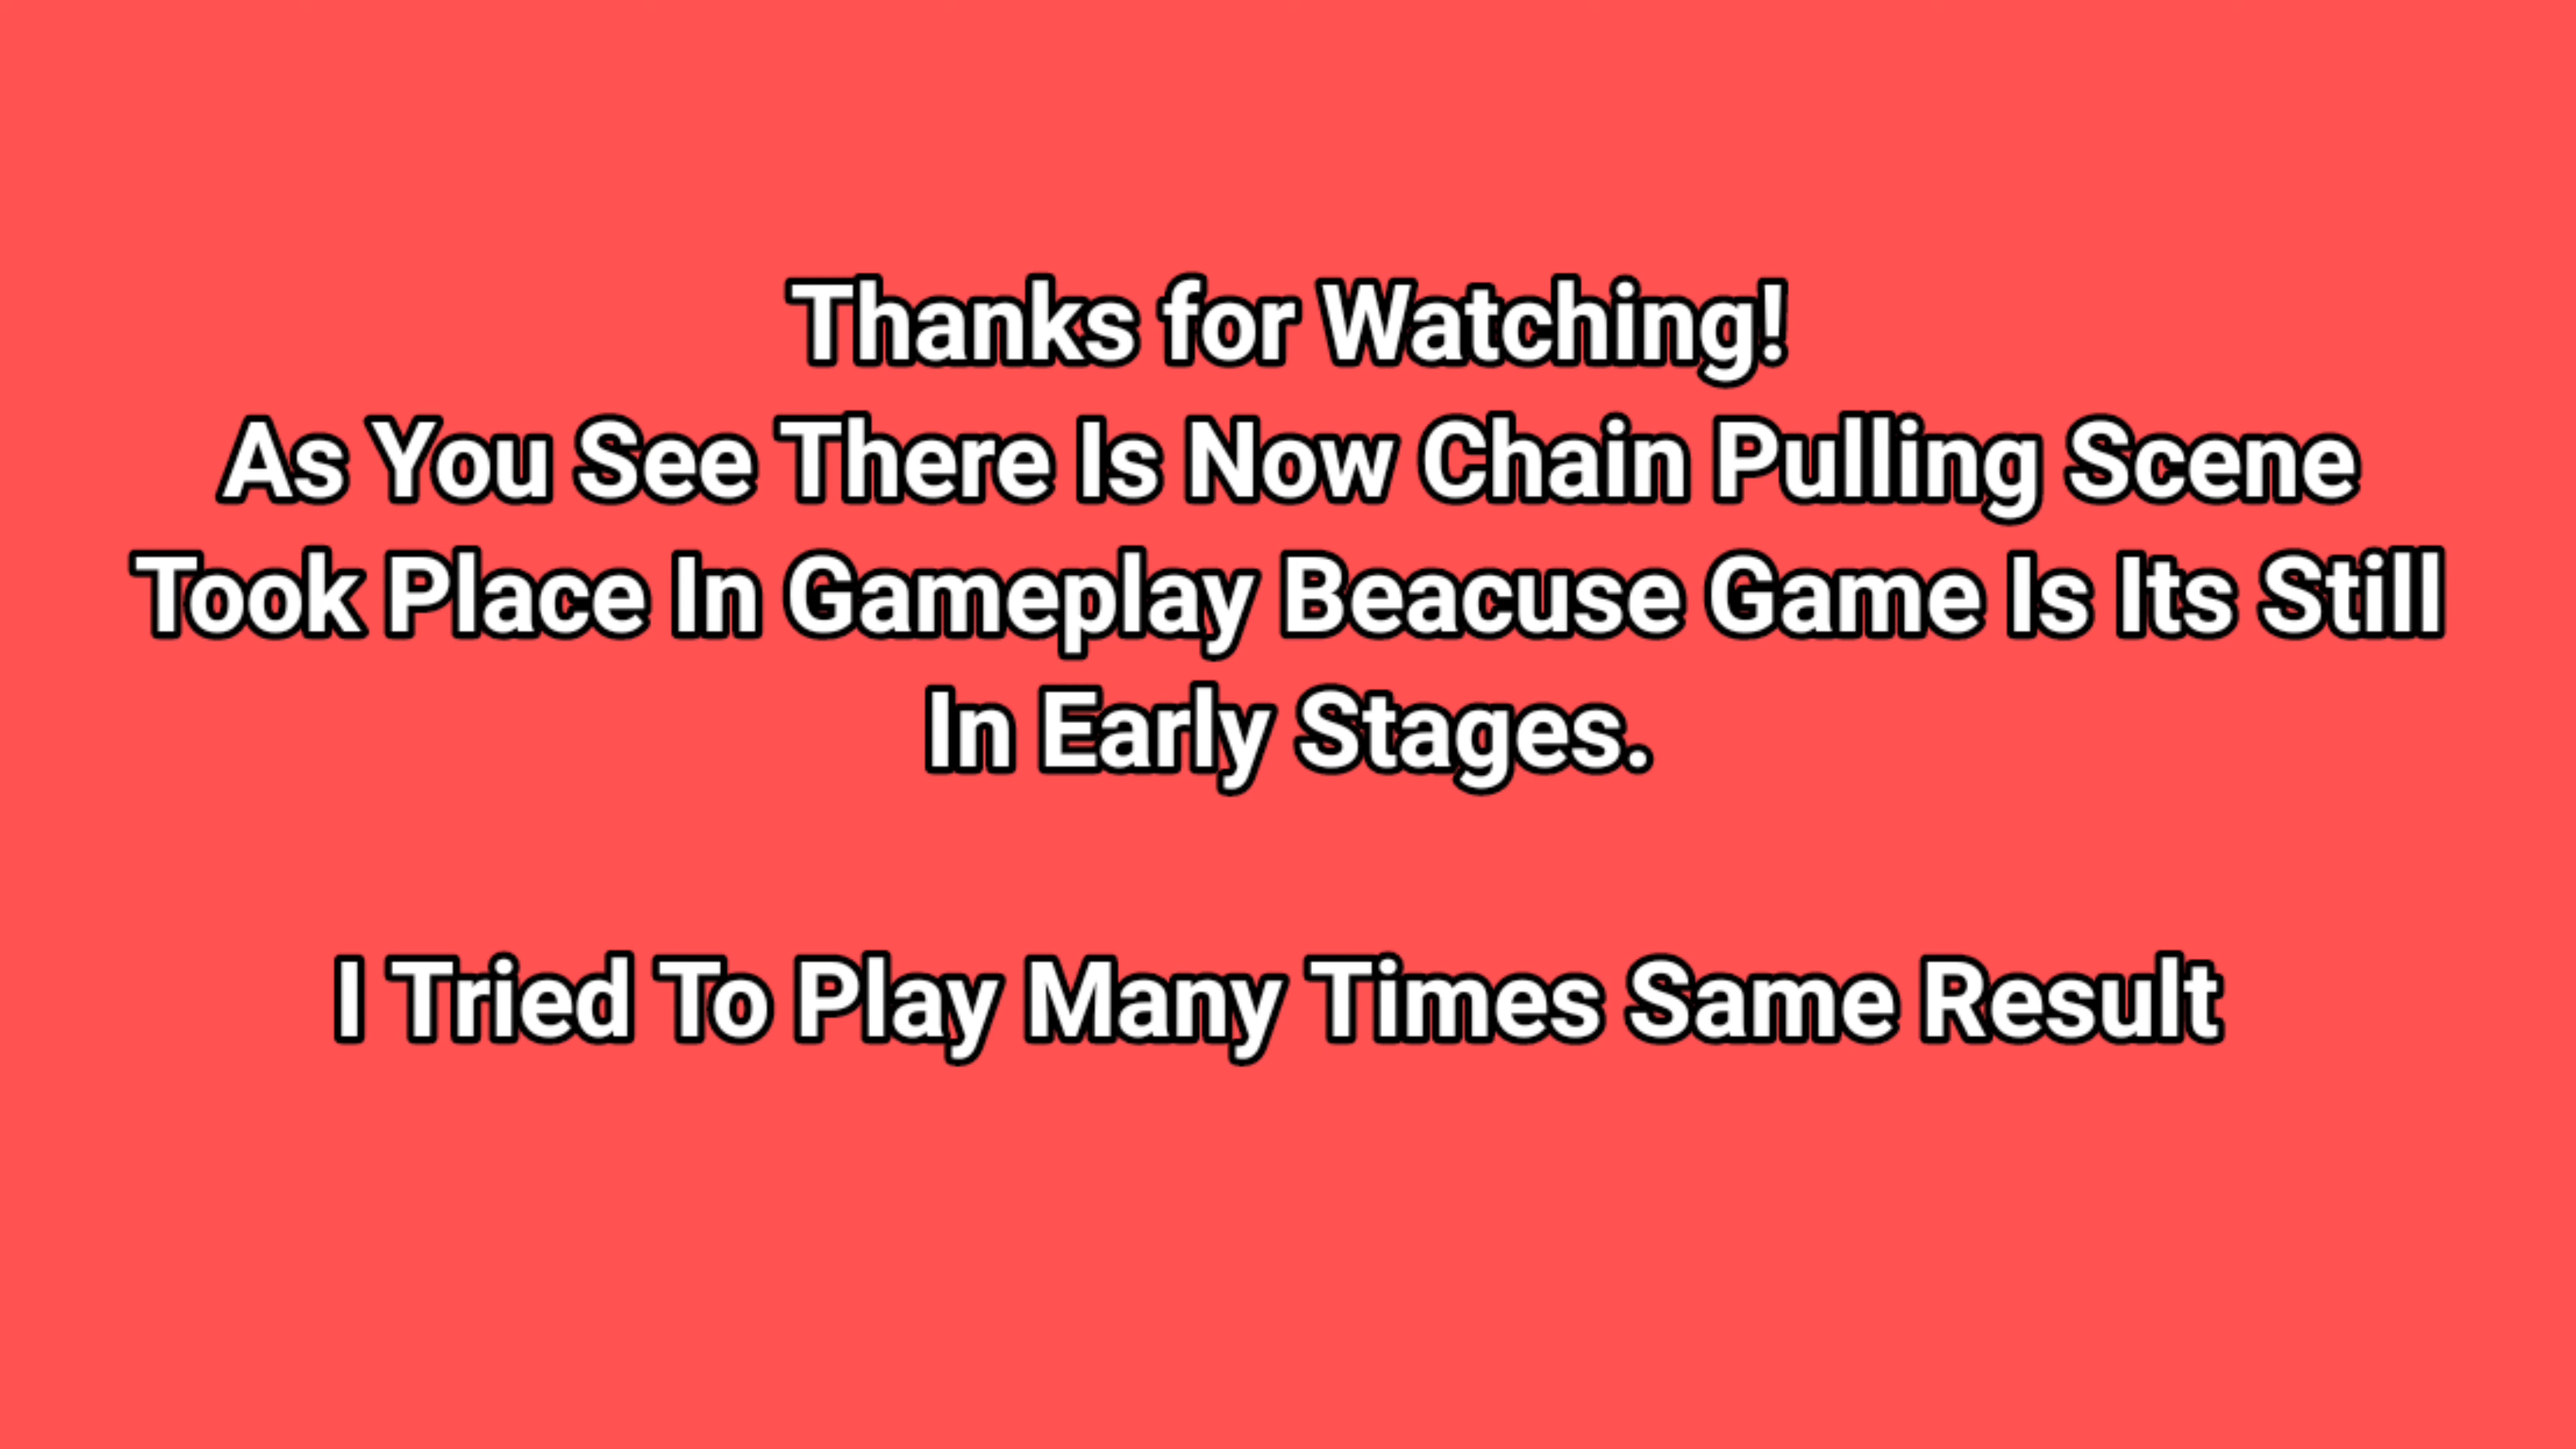 Thanks for Watching!
As You See There Is Now Chain Pulling Scene
Took Place In Gameplay Beacuse Game Is Its Still
In Early Stages.
I Tried To Play Many Times Same Result